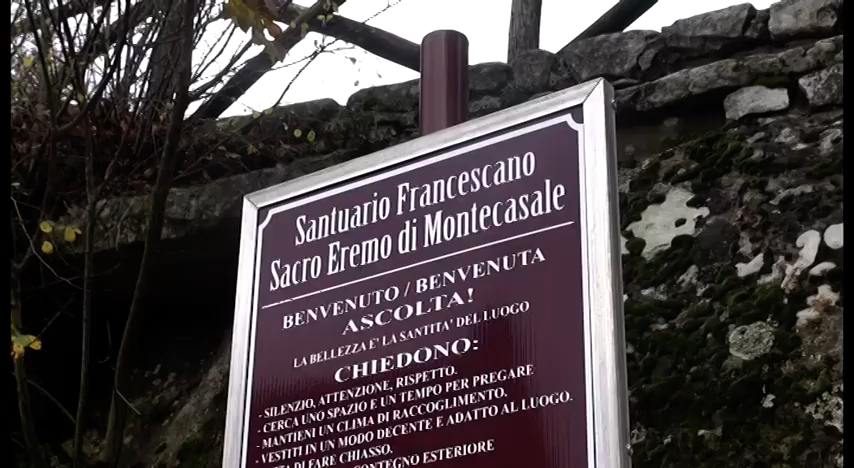 Santuario Francescano
Sacro Eremo di Montecasale
BENVENUTO / BENVENUTA
ASCOLTA!
LA BELLEZZA E' LA SANTITA' DEL LUOGO
CHIEDONO:
- SILENZIO, ATTENZIONE, RISPETTO.
- CERCA UNO SPAZIO E UN TEMPO PER PREGARE
- MANTIENI UN CLIMA DI RACCOGLIMENTO.
- VESTITI IN UN MODO DECENTE E ADATTO AL LUOGO.
DI FARE CHIASSO.
CONTEGNO ESTERIORE